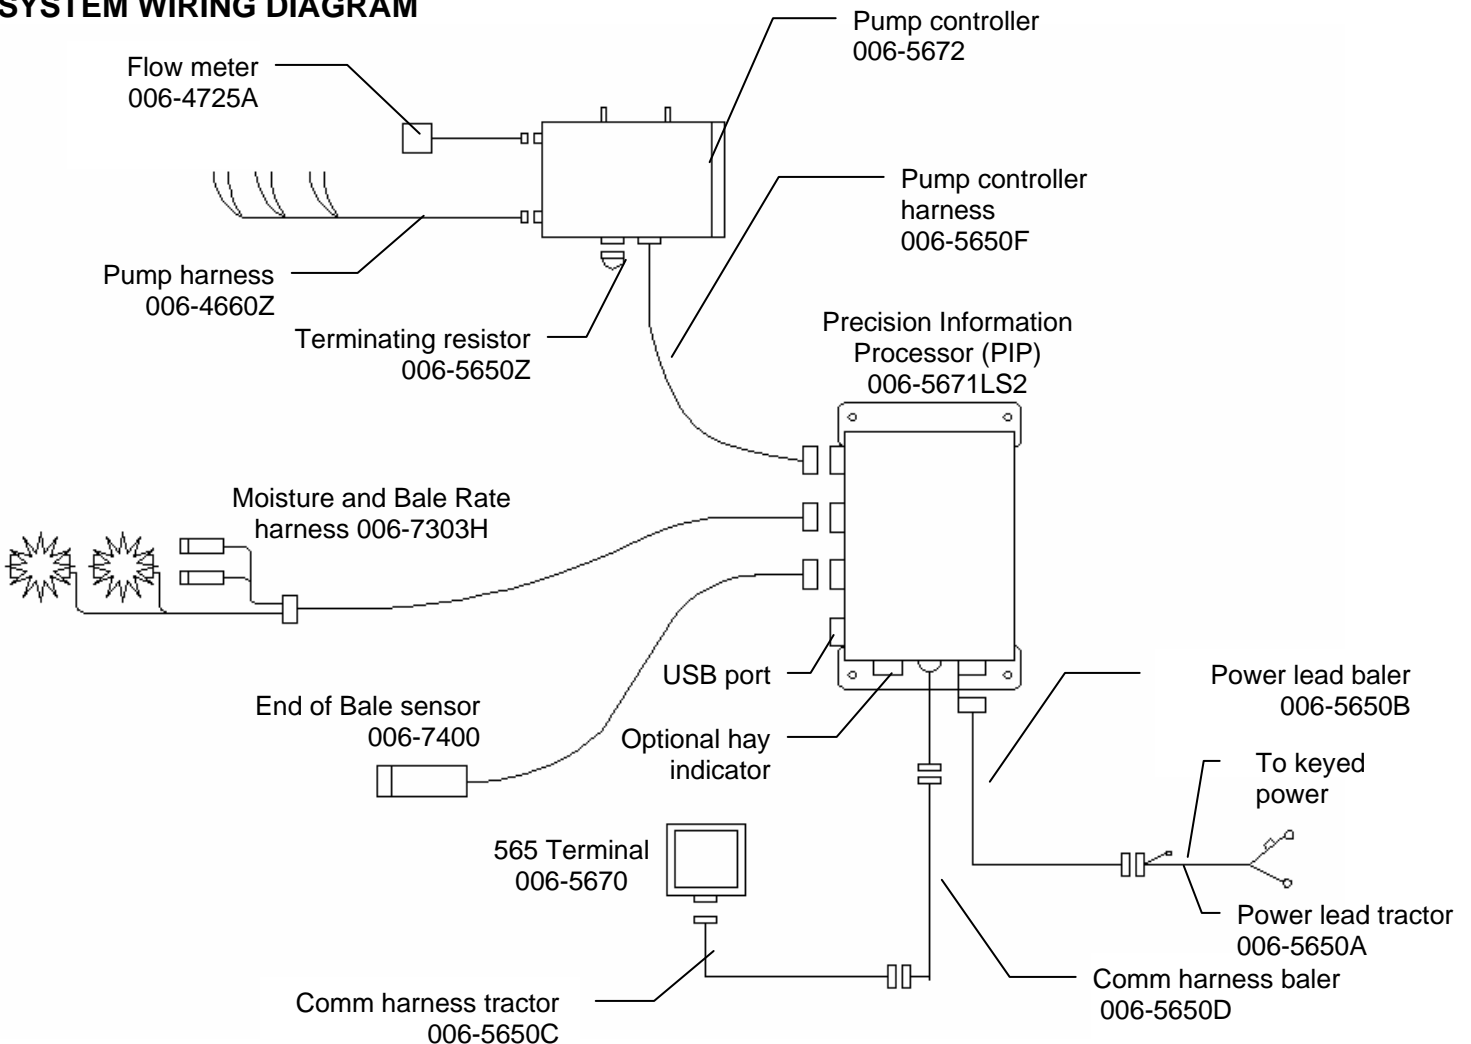 SYSTEM WIRING DIAGRAM
Pump controller
006-5672
Flow meter
006-4725A
Pump controller
harness
006-5650F
Pump harness
006-4660Z
Terminating resistor
006-5650Z
Precision Information
Processor (PIP)
006-5671LS2
Moisture and Bale Rate
harness 006-7303H
USB port
Power lead baler
006-5650B
End of Bale sensor
006-7400
Optional hay
indicator
To keyed
power
565 Terminal
006-5670
Power lead tractor
006-5650A
Comm harness baler
006-5650D
Comm harness tractor
006-5650C